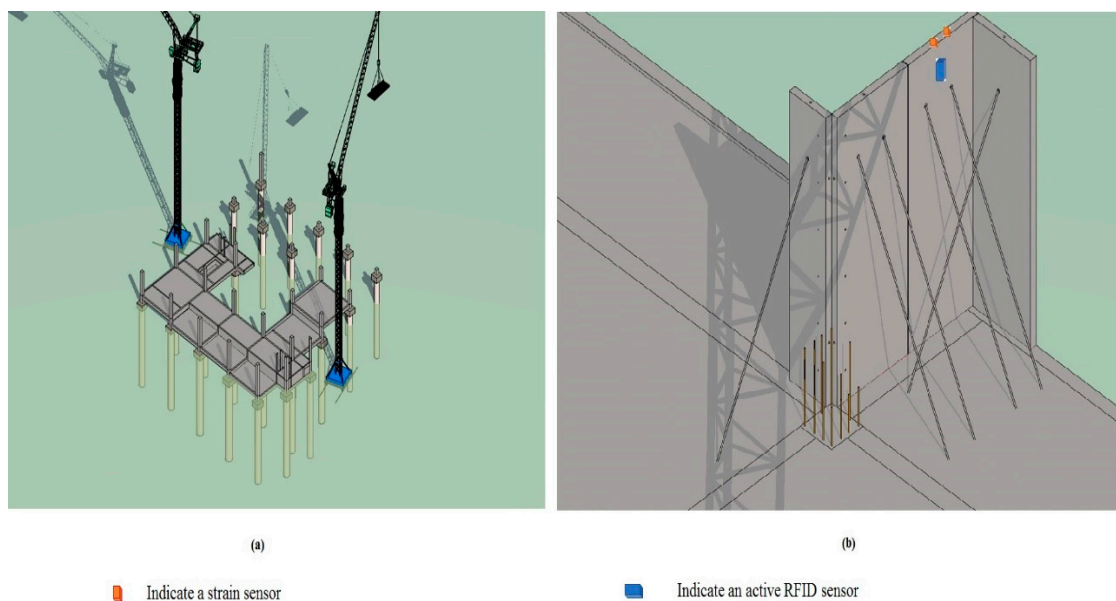 (a)
(b)
Indicate a strain sensor
Indicate an active RFID sensor